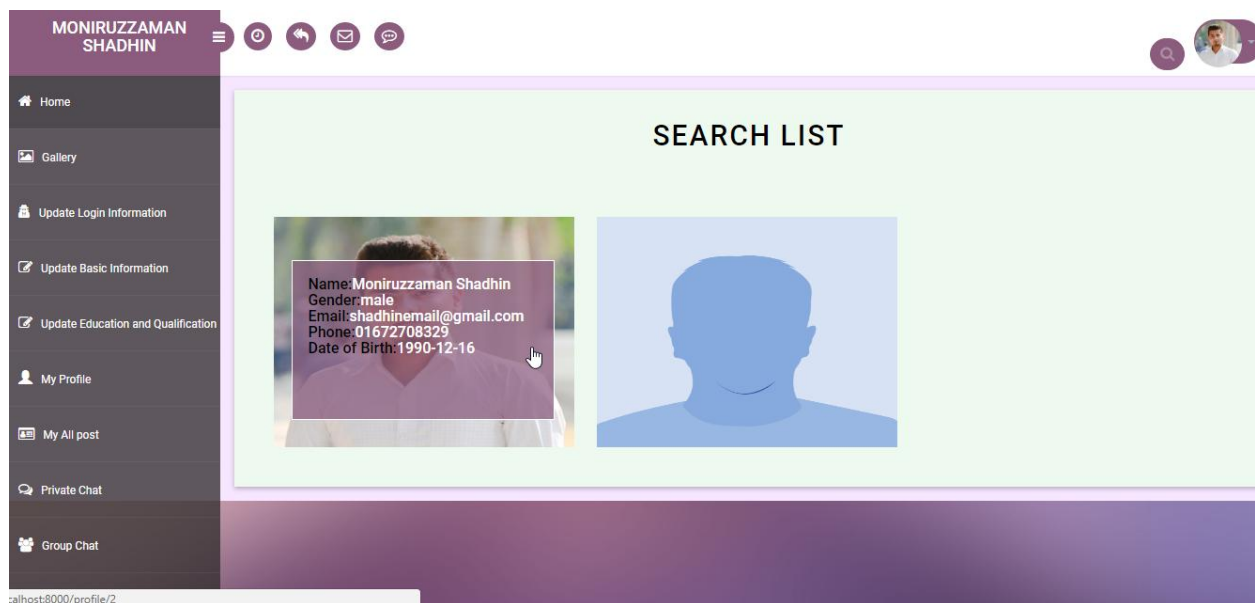 MONIRUZZAMAN
SHADHIN
Home
Gallery
Update Login Information
Update Basic Information
Update Education and Qualification
My Profile
My All post
Private Chat
Group Chat
SEARCH LIST
Name:Moniruzzaman Shadhin
Gender:male
Email:shadhinemail@gmail.com
Phone:01672708329
Date of Birth:1990-12-16
calhost:8000/profile/2